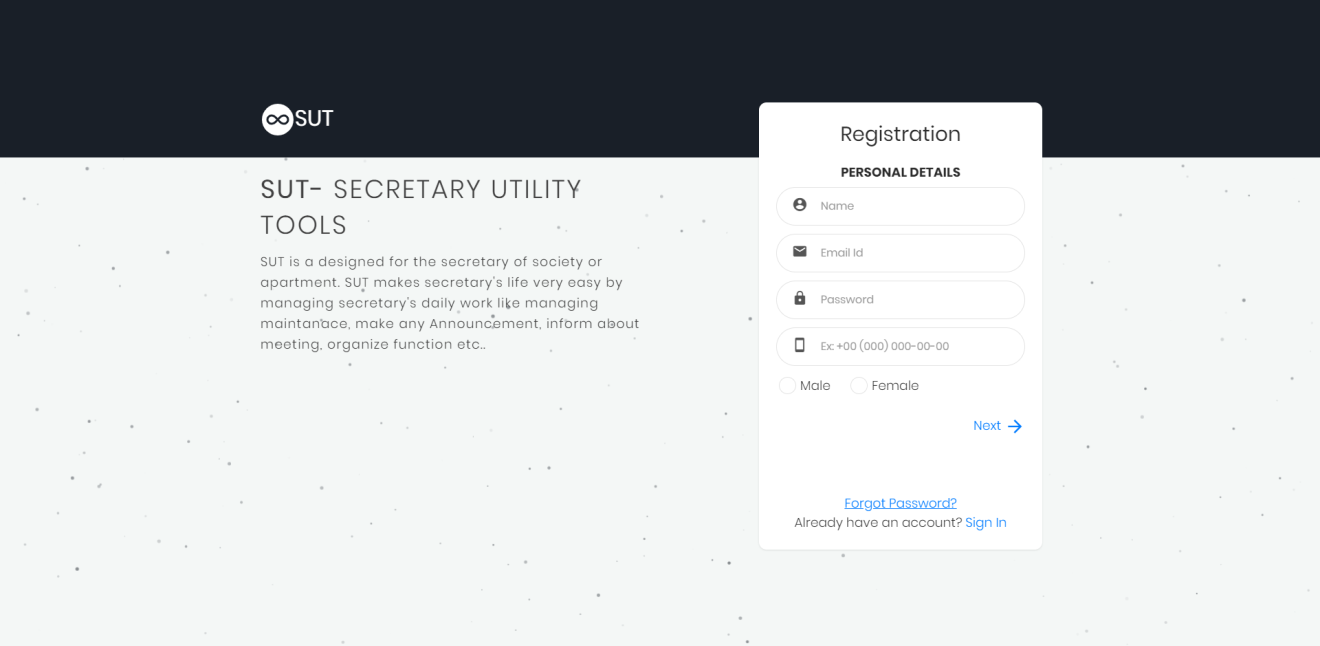 SUT
SUT- SECRETARY UTILITY
TOOLS
SUT is a designed for the secretary of society or
apartment. SUT makes secretary's life very easy by
managing secretary's daily work like managing
maintanace, make any Announcement, inform about
meeting, organize function etc..
Registration
PERSONAL DETAILS
Name
Email Id
Password
Ex: +00 (000) 000-00-00
Male Female
Next
Forgot Password?
Already have an account? Sign In